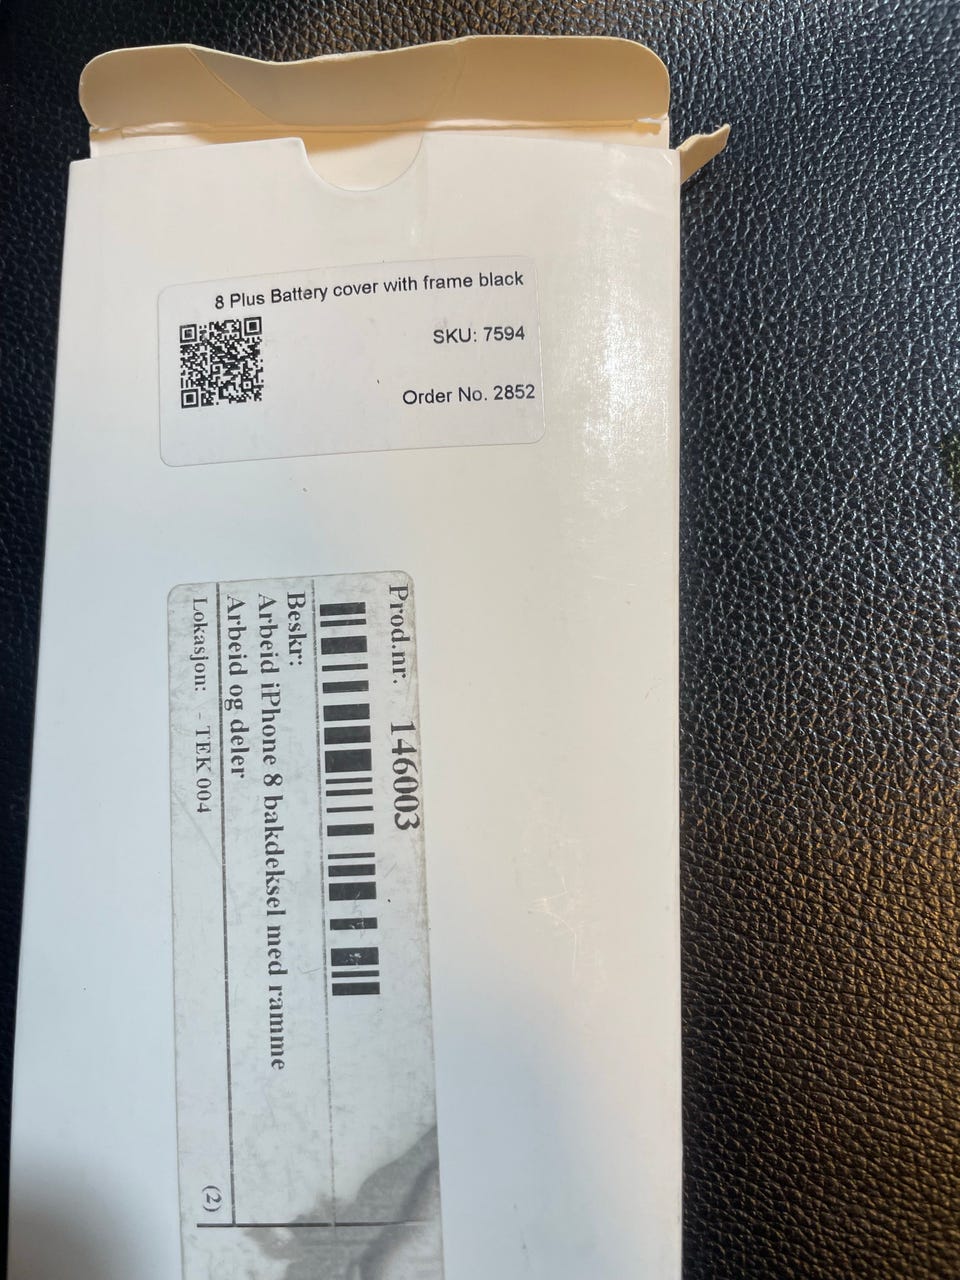 8 Plus Battery cover with frame black
SKU: 7594
Order No. 2852
Prod.nr. 146003
Beskr:
Arbeid iPhone 8 bakdeksel med ramme
Arbeid og deler
Lokasjon: - TEK 004 (2)